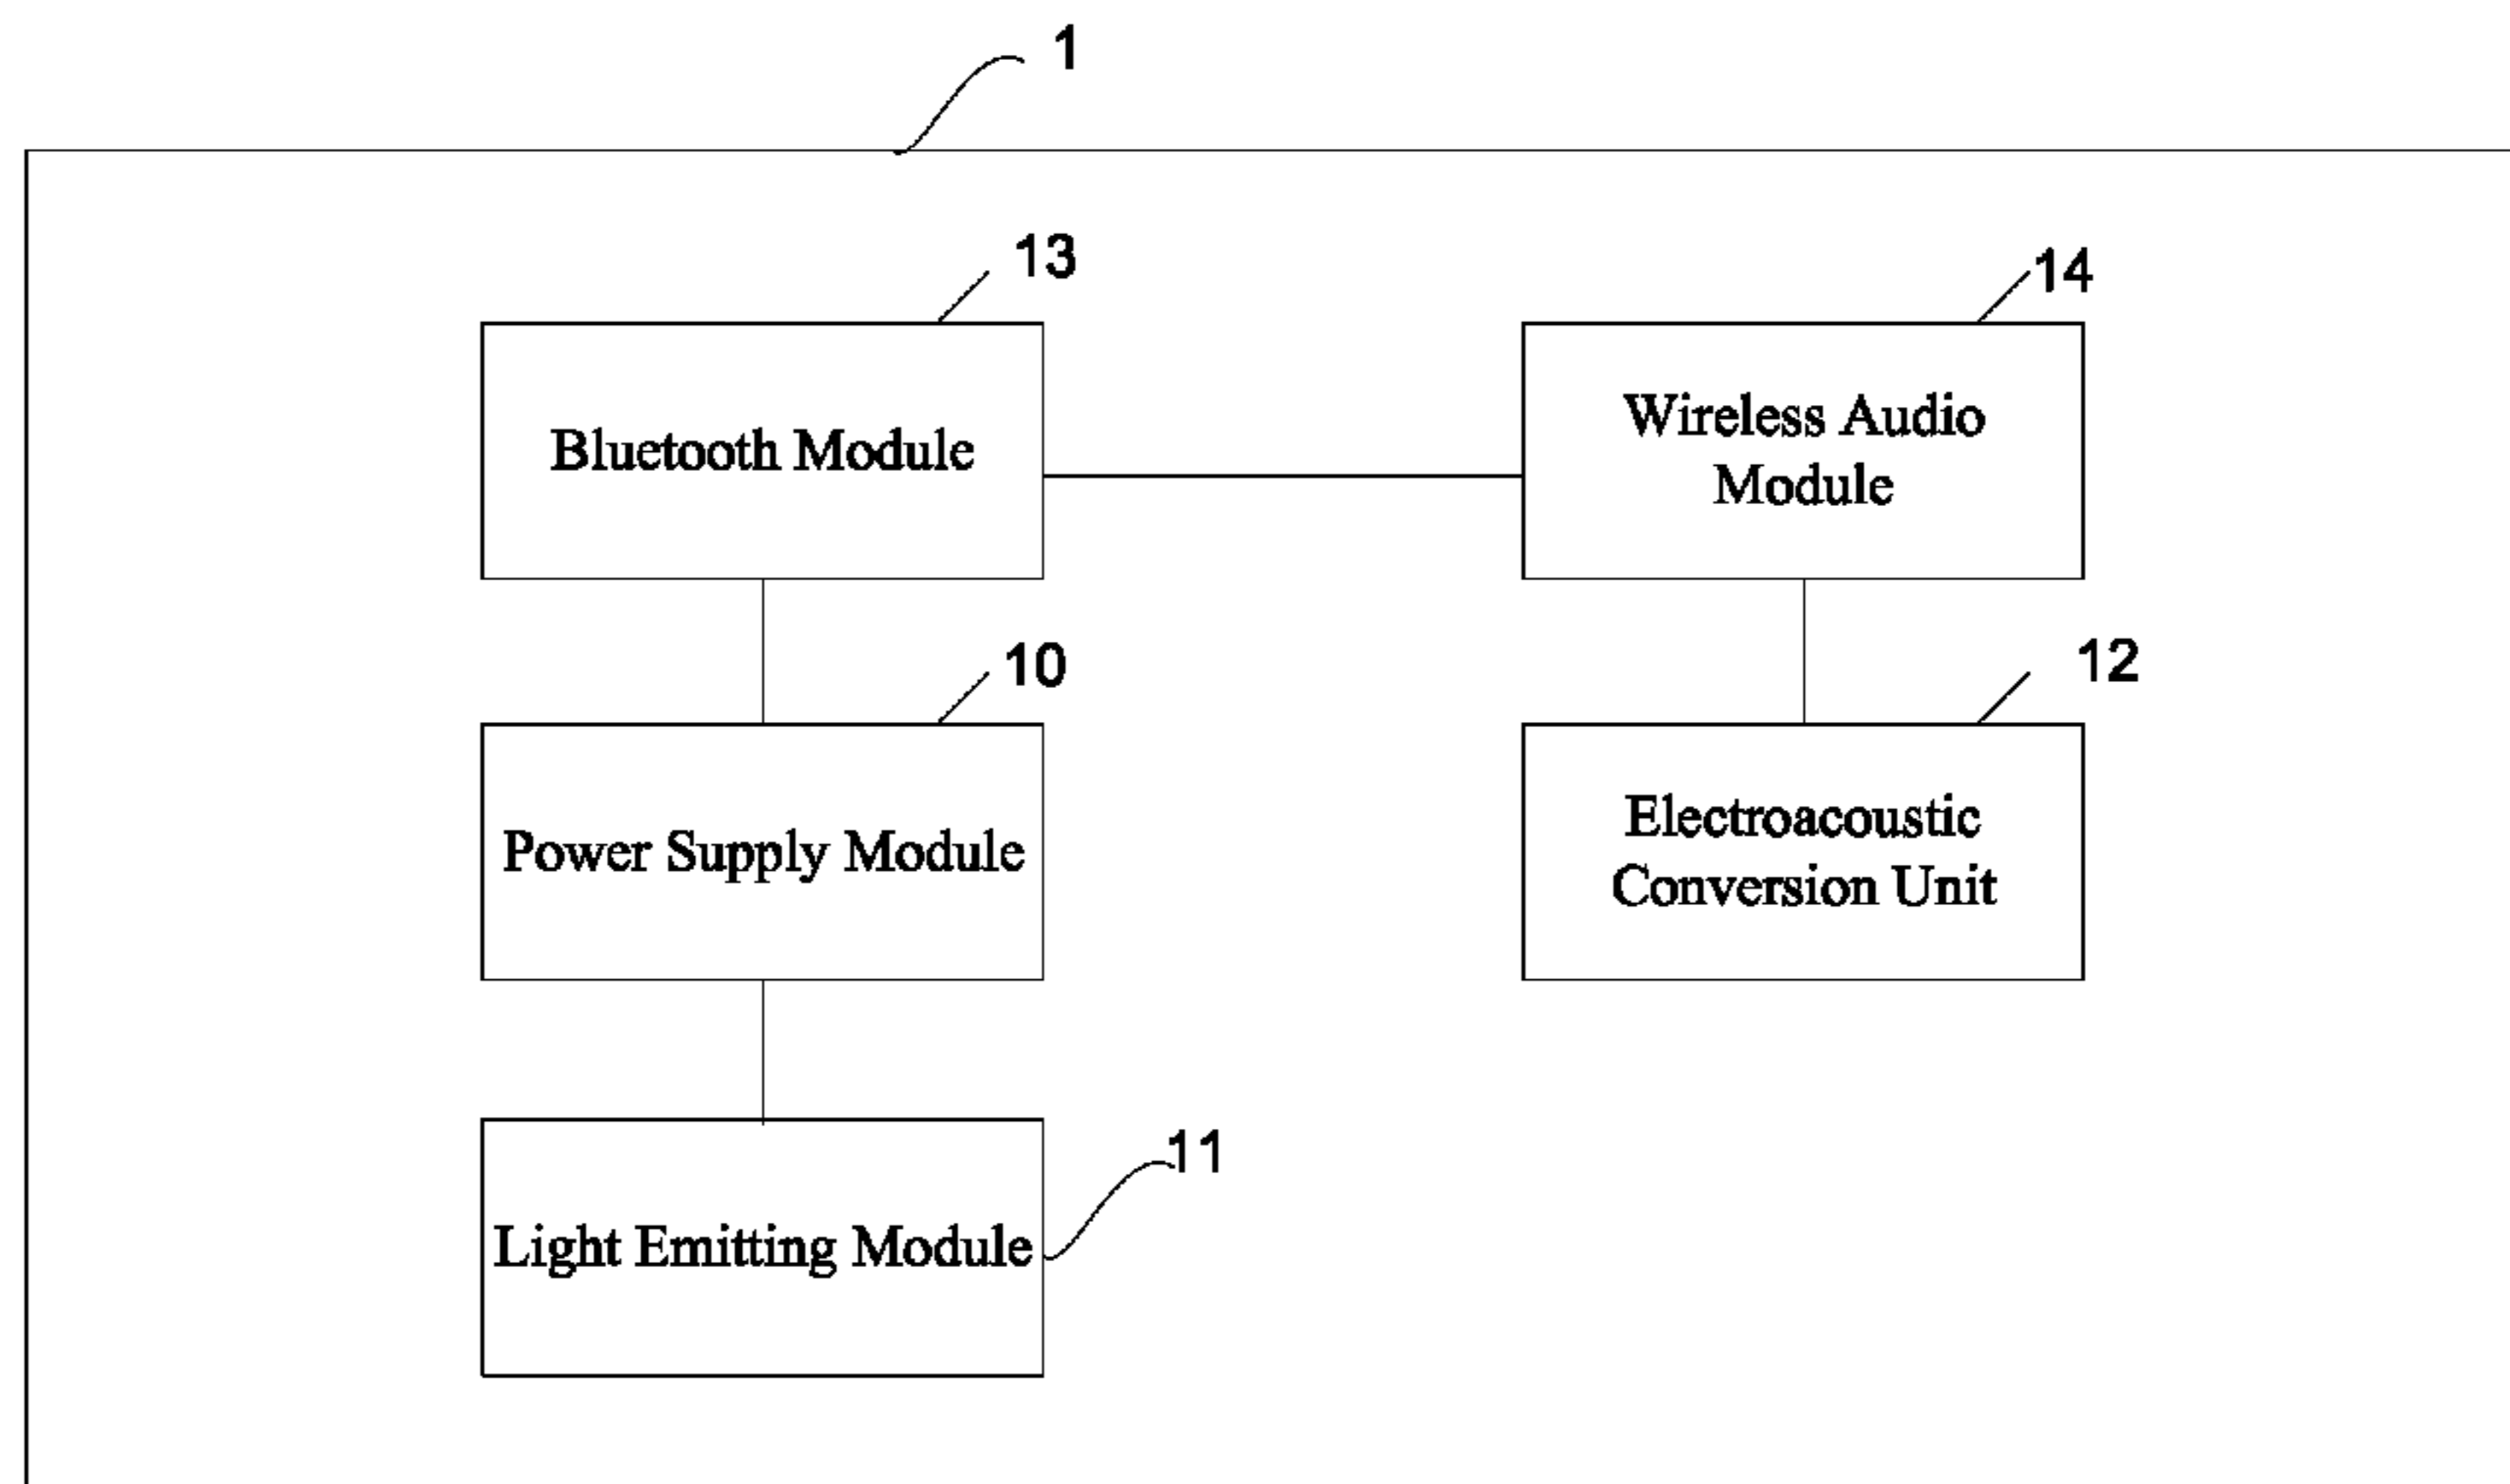 1
13
14
Bluetooth Module
Wireless Audio
Module
10
12
Power Supply Module
Electroacoustic
Conversion Unit
11
Light Emitting Module